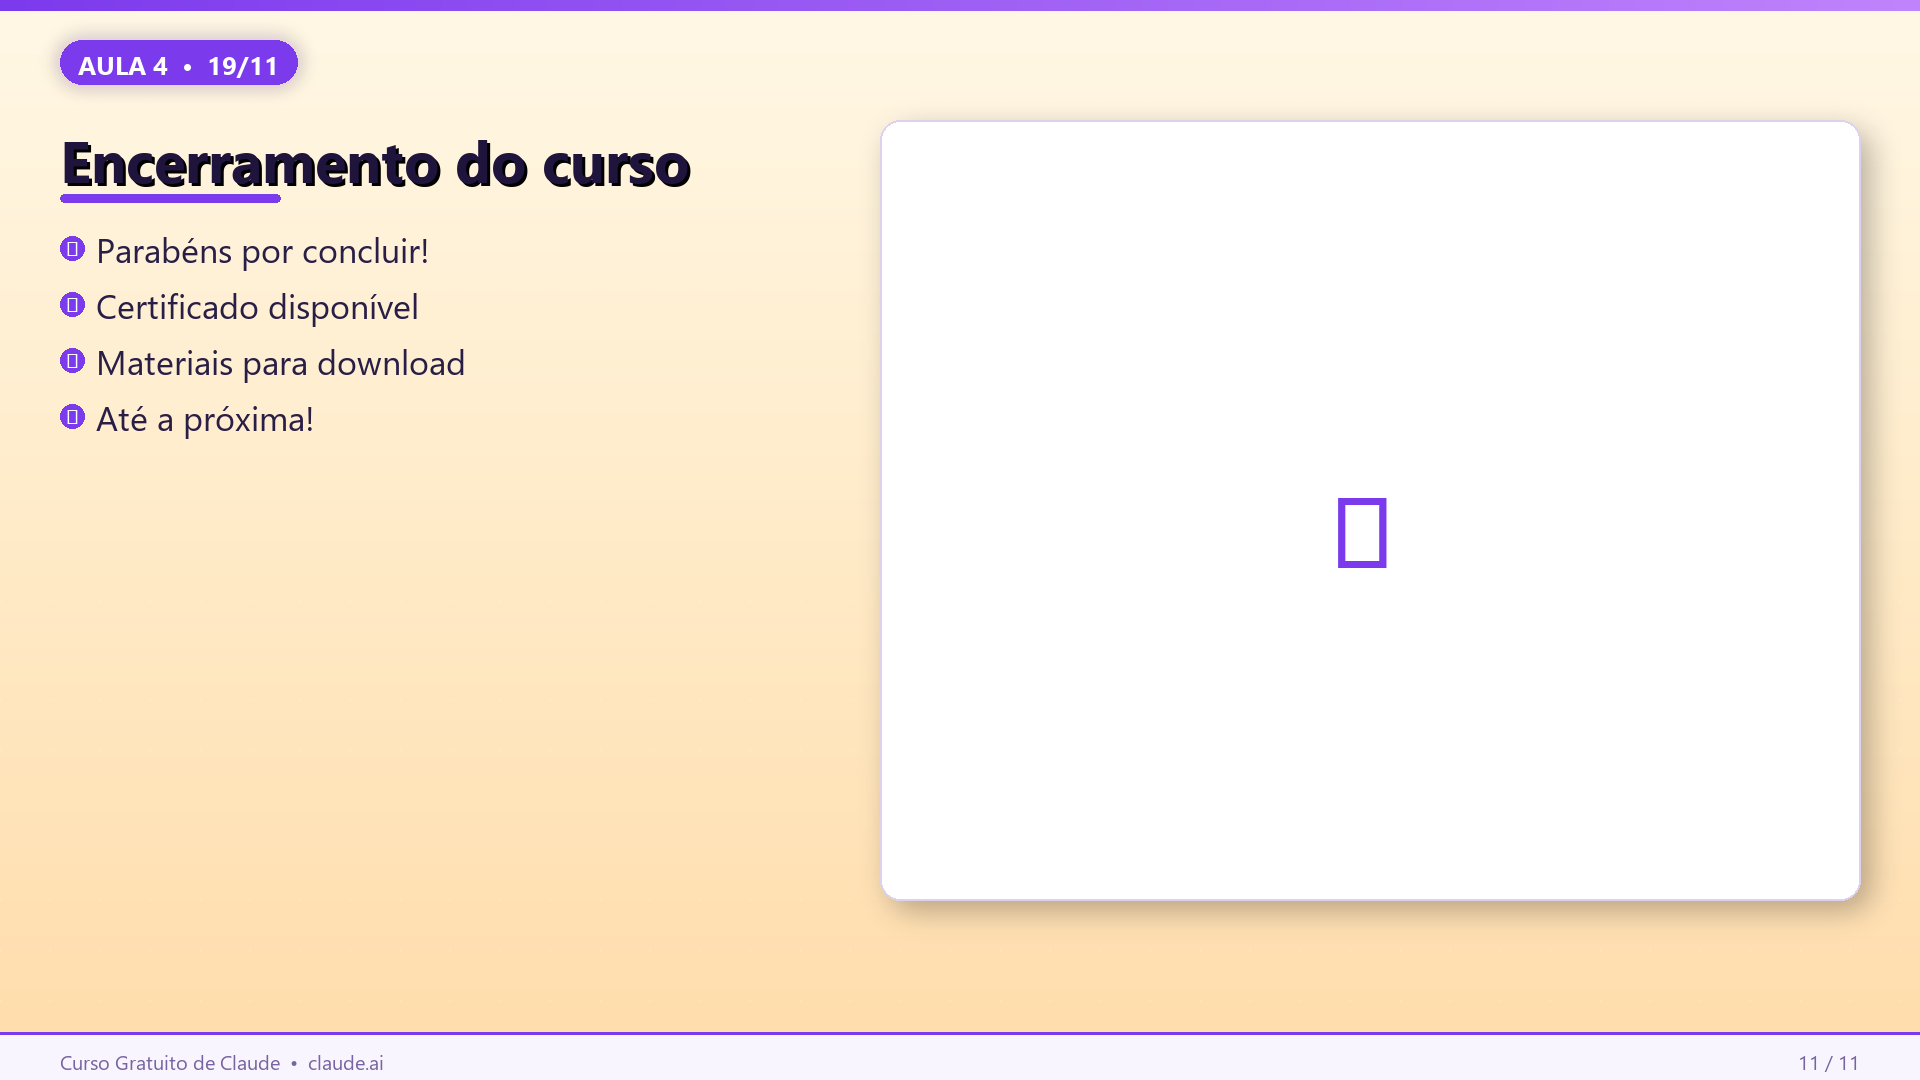 AULA 4 • 19/11
Encerramento do curso
Parabéns por concluir!
Certificado disponível
Materiais para download
Até a próxima!
Curso Gratuito de Claude • claude.ai
11 / 11